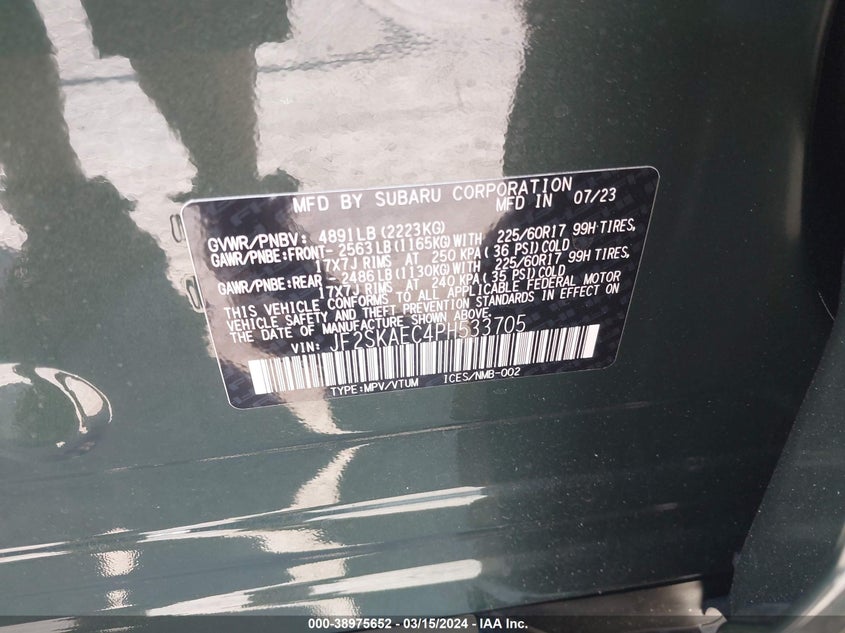 MFD BY SUBARU CORPORATION
MFD IN 07/23
GVWR/PNBV: 4891LB(2223KG)
GAWR/PNBE:FRONT-2563LB(1165KG)WITH 225/60R17 99H TIRES,
17X7J RIMS AT 250 KPA(36 PSI)COLD
GAWR/PNBE:REAR -2486LB(1130KG)WITH 225/60R17 99H TIRES,
17X7J RIMS AT 240 KPA(35 PSI)COLD
THIS VEHICLE CONFORMS TO ALL APPLICABLE FEDERAL MOTOR
VEHICLE SAFETY AND THEFT PREVENTION STANDARDS IN EFFECT ON
THE DATE OF MANUFACTURE SHOWN ABOVE.
VIN: JF2SKAEC4PH533705
TYPE:MPV/VTUM ICES/NMB-002
000-38975652 / 03/15/2024 - IAA Inc.